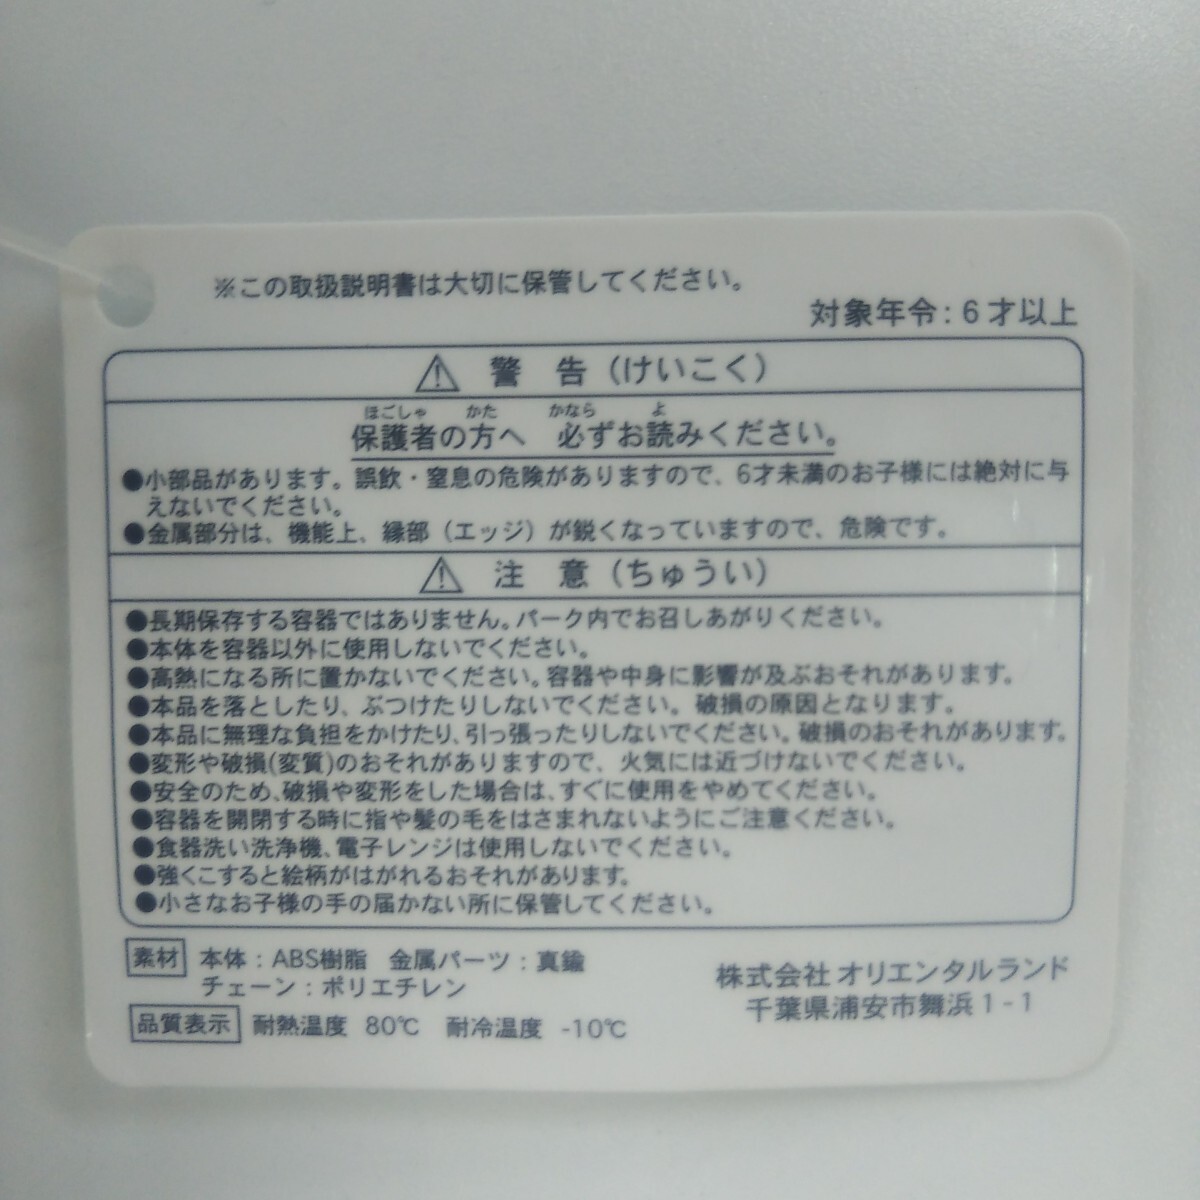 ※この取扱説明書は大切に保管してください。
対象年令：6才以上
⚠ 警 告（けいこく）
ほごしゃ かた かなら よ
保護者の方へ 必ずお読みください。
●小部品があります。誤飲・窒息の危険がありますので、6才未満のお子様には絶対に与
えないでください。
●金属部分は、機能上、縁部（エッジ）が鋭くなっていますので、危険です。
⚠ 注 意（ちゅうい）
●長期保存する容器ではありません。パーク内でお召しあがりください。
●本体を容器以外に使用しないでください。
●高熱になる所に置かないでください。容器や中身に影響が及ぶおそれがあります。
●本品を落としたり、ぶつけたりしないでください。破損の原因となります。
●本品に無理な負担をかけたり、引っ張ったりしないでください。破損のおそれがあります。
●変形や破損(変質)のおそれがありますので、火気には近づけないでください。
●安全のため、破損や変形をした場合は、すぐに使用をやめてください。
●容器を開閉する時に指や髪の毛をはさまれないようにご注意ください。
●食器洗い洗浄機、電子レンジは使用しないでください。
●強くこすると絵柄がはがれるおそれがあります。
●小さなお子様の手の届かない所に保管してください。
素材 本体：ABS樹脂 金属パーツ：真鍮
チェーン：ポリエチレン
品質表示 耐熱温度 80℃ 耐冷温度 -10℃
株式会社 オリエンタルランド
千葉県浦安市舞浜1-1